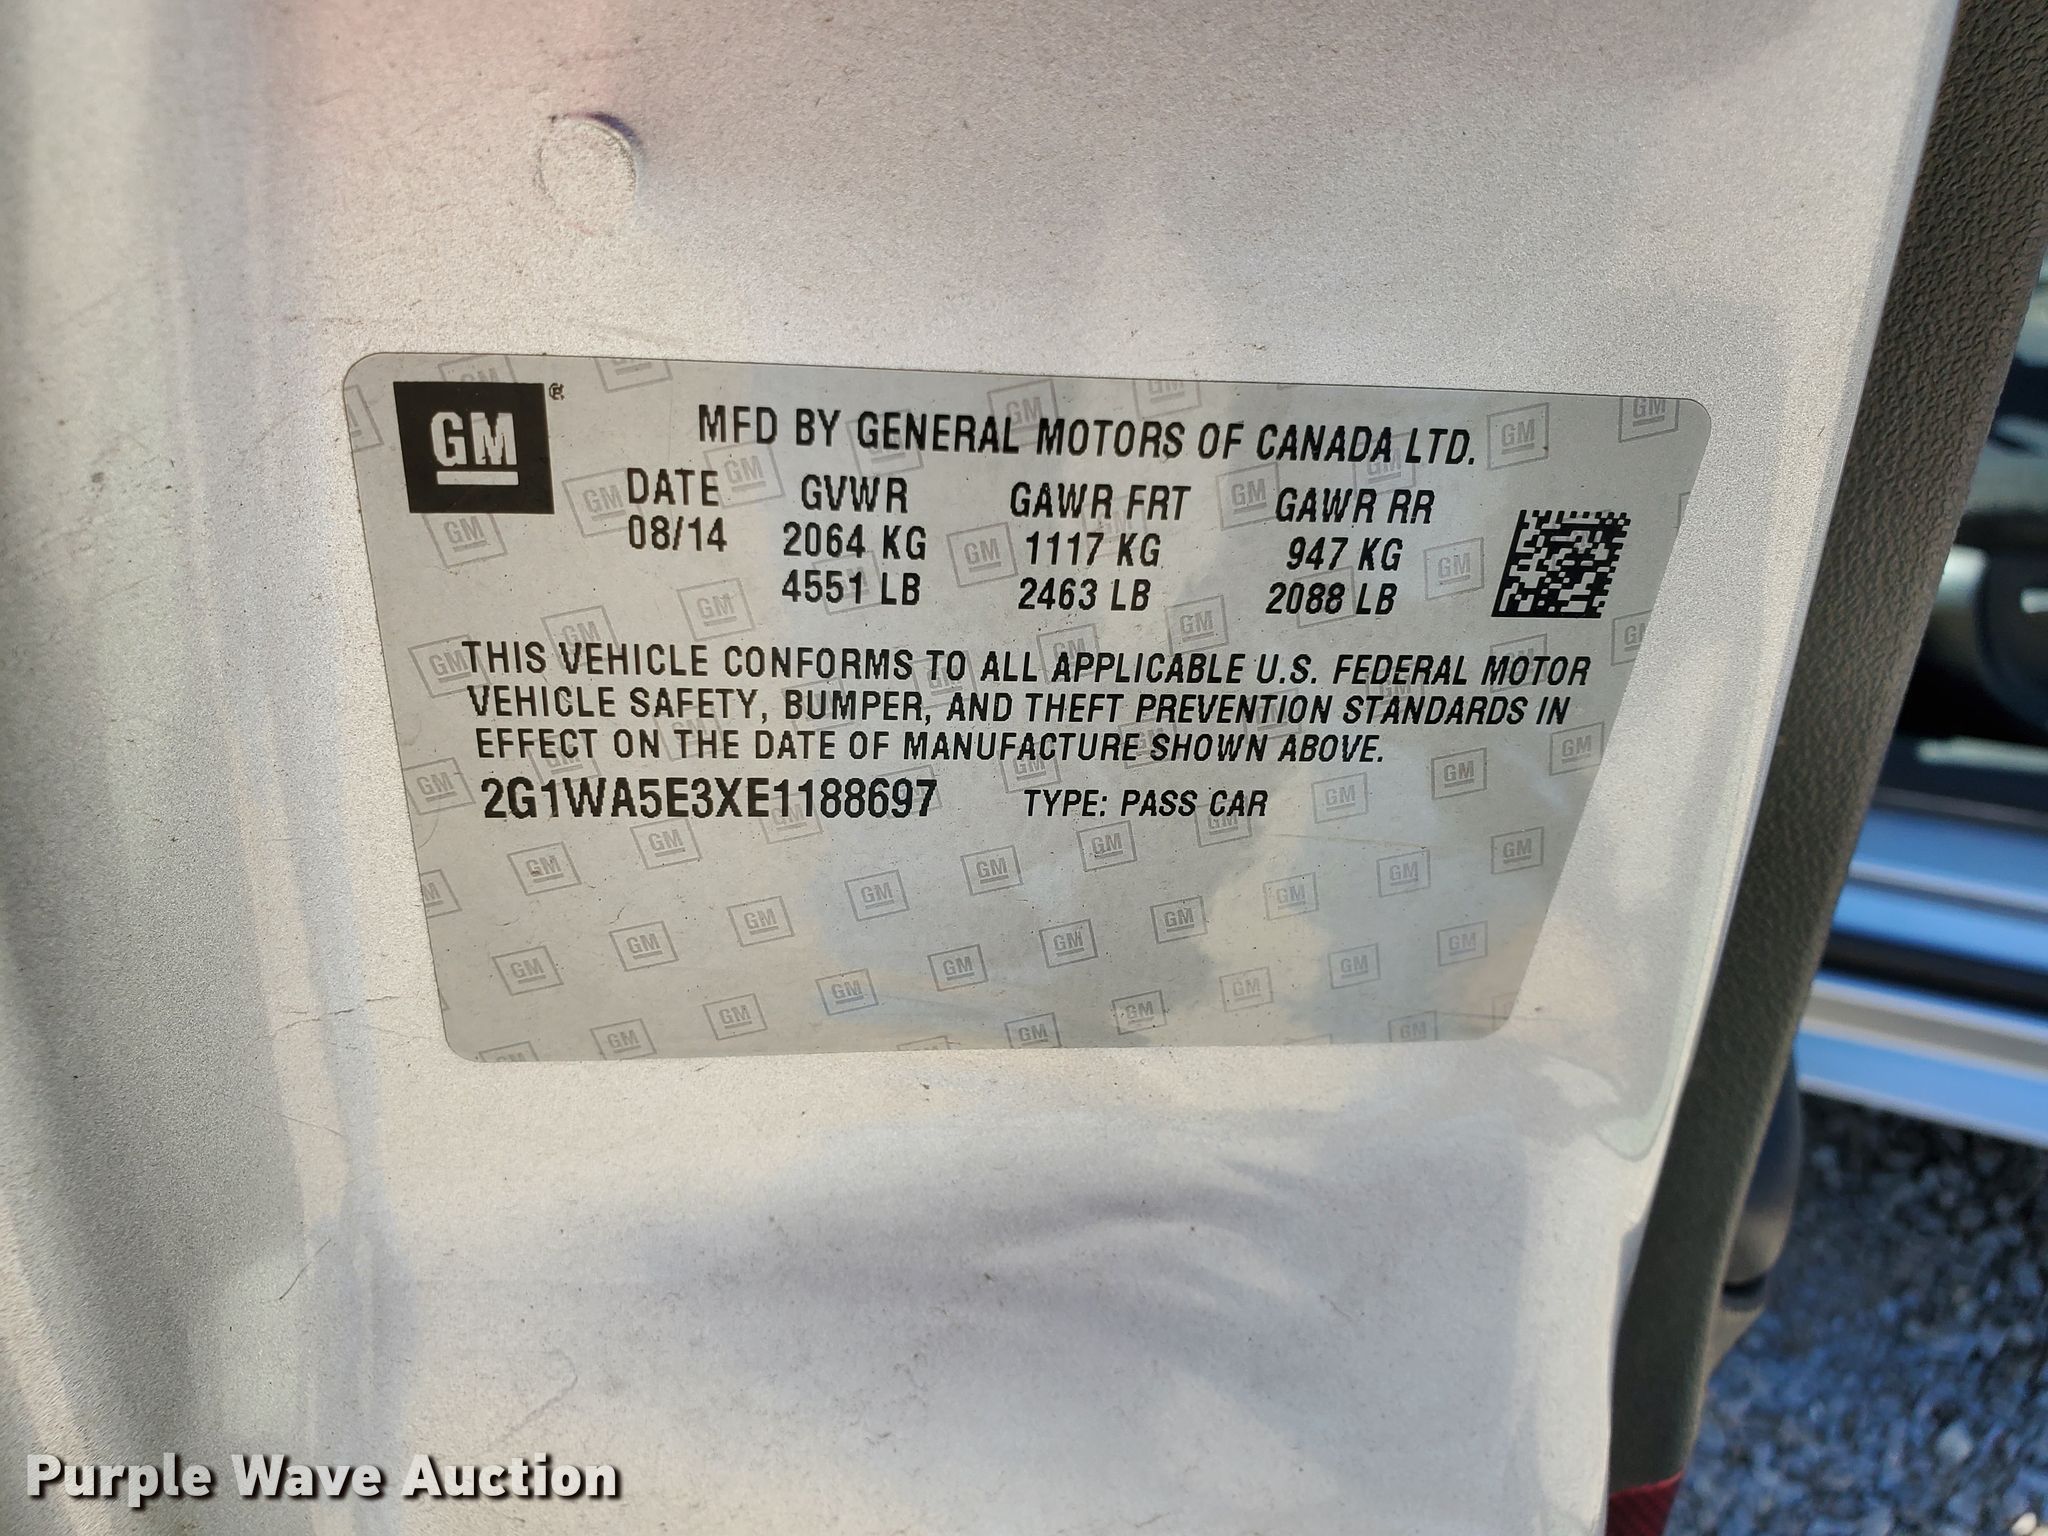 GM ®
MFD BY GENERAL MOTORS OF CANADA LTD.
DATE GVWR GAWR FRT GAWR RR
08/14 2064 KG 1117 KG 947 KG
4551 LB 2463 LB 2088 LB
THIS VEHICLE CONFORMS TO ALL APPLICABLE U.S. FEDERAL MOTOR
VEHICLE SAFETY, BUMPER, AND THEFT PREVENTION STANDARDS IN
EFFECT ON THE DATE OF MANUFACTURE SHOWN ABOVE.
2G1WA5E3XE1188697 TYPE: PASS CAR
Purple Wave Auction